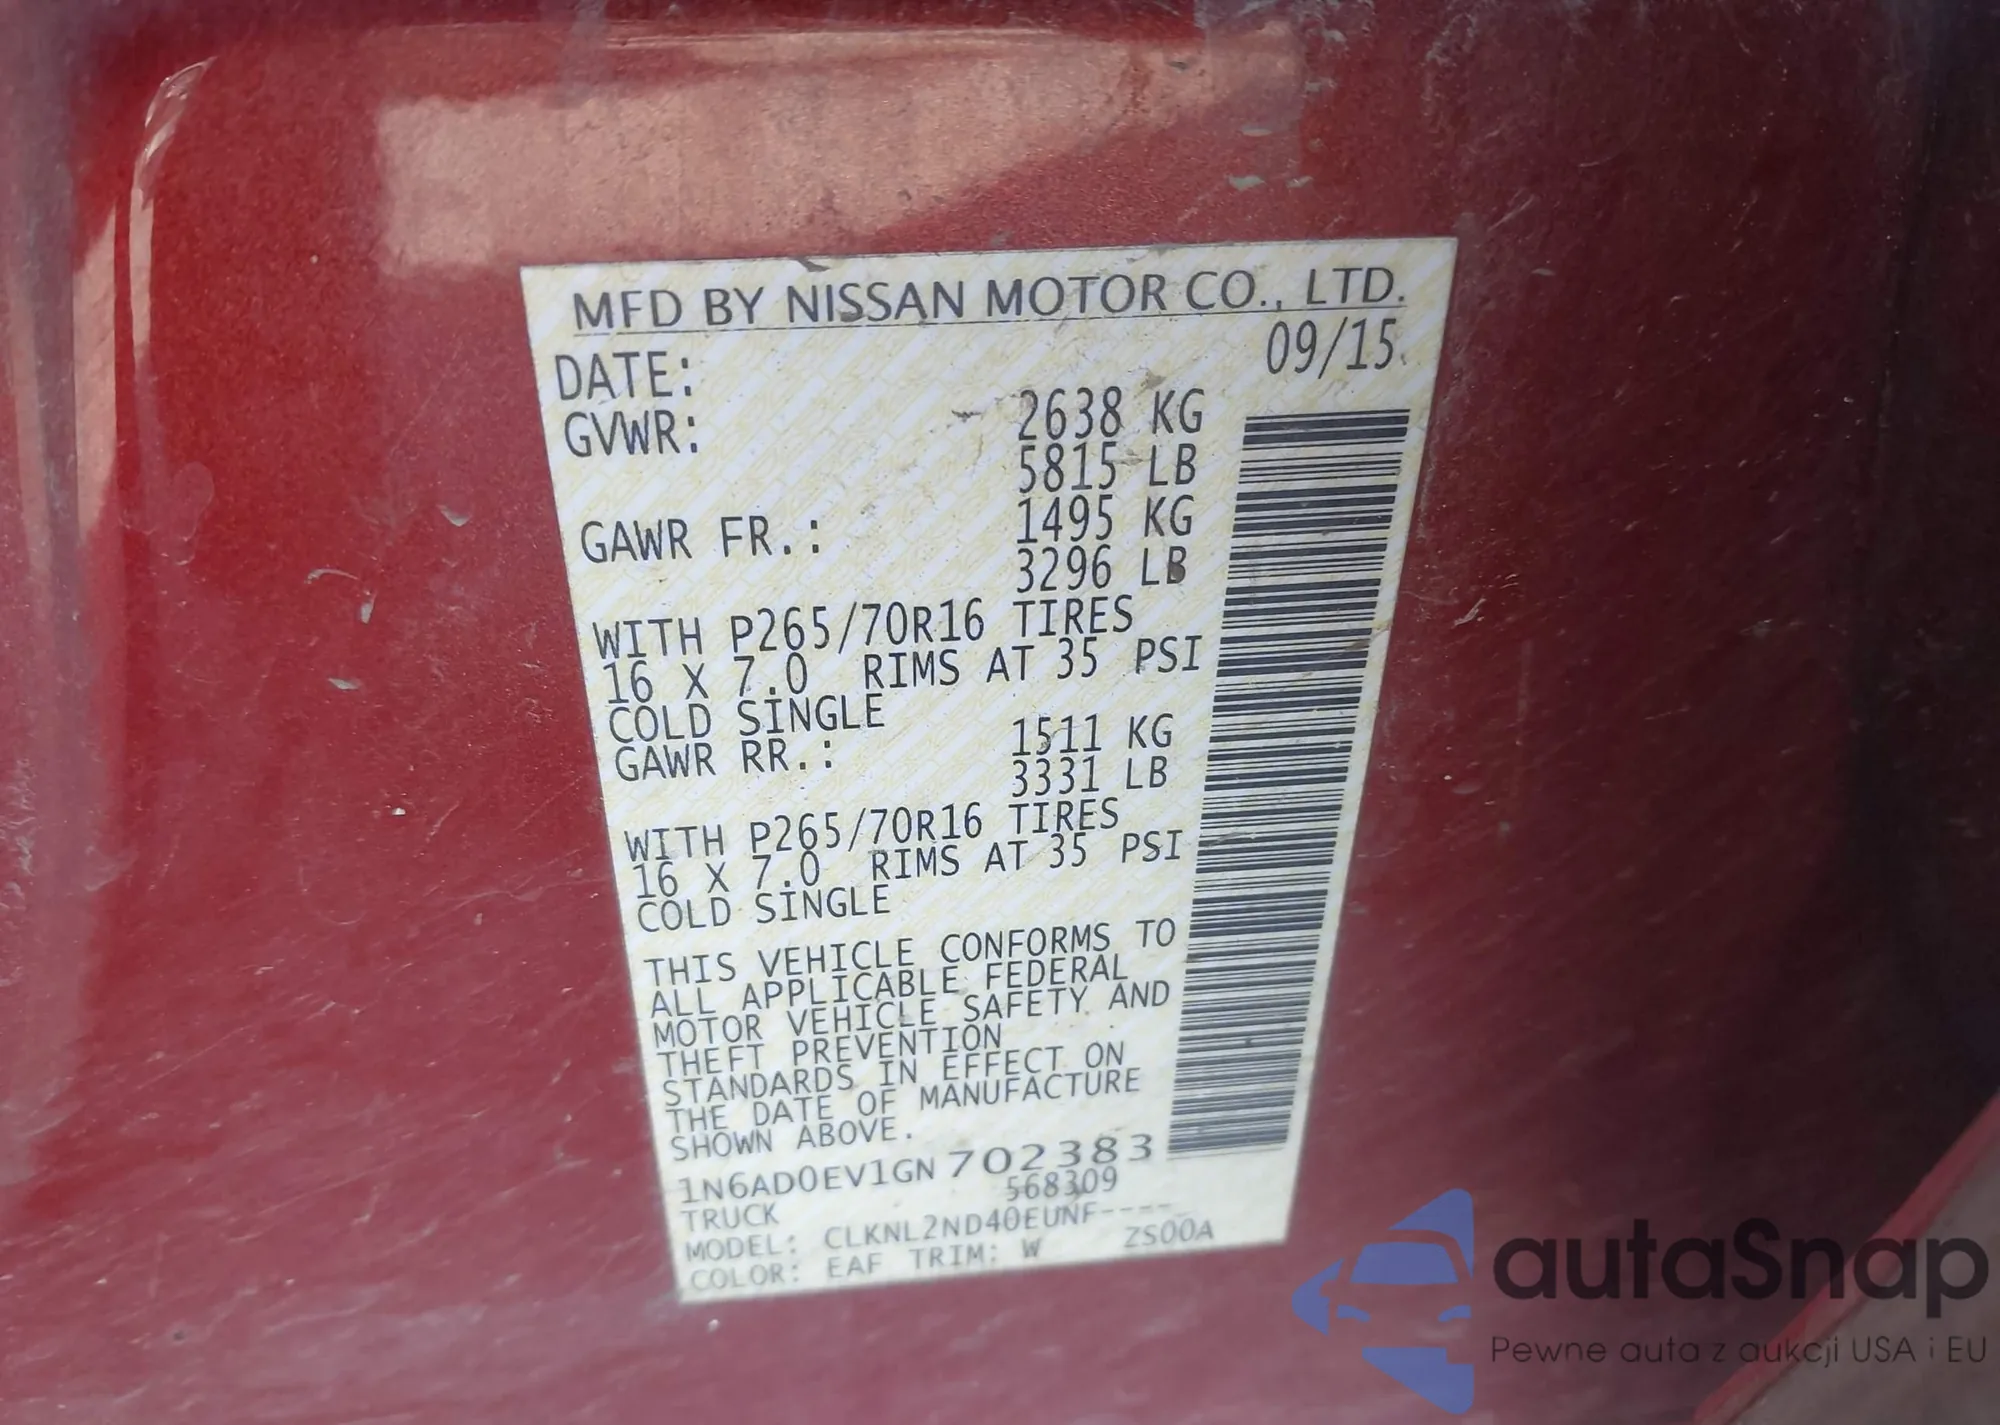 MFD BY NISSAN MOTOR CO., LTD.
DATE: 09/15
GVWR: 2638 KG
5815 LB
GAWR FR.: 1495 KG
3296 LB
WITH P265/70R16 TIRES
16 X 7.0 RIMS AT 35 PSI
COLD SINGLE
GAWR RR.: 1511 KG
3331 LB
WITH P265/70R16 TIRES
16 X 7.0 RIMS AT 35 PSI
COLD SINGLE
THIS VEHICLE CONFORMS TO
ALL APPLICABLE FEDERAL
MOTOR VEHICLE SAFETY AND
THEFT PREVENTION
STANDARDS IN EFFECT ON
THE DATE OF MANUFACTURE
SHOWN ABOVE.
1N6AD0EV1GN702383
TRUCK 568309
MODEL: CLKNL2ND40EUNF----
COLOR: EAF TRIM: W ZS00A
autaSnap
Pewne auta z aukcji USA i EU